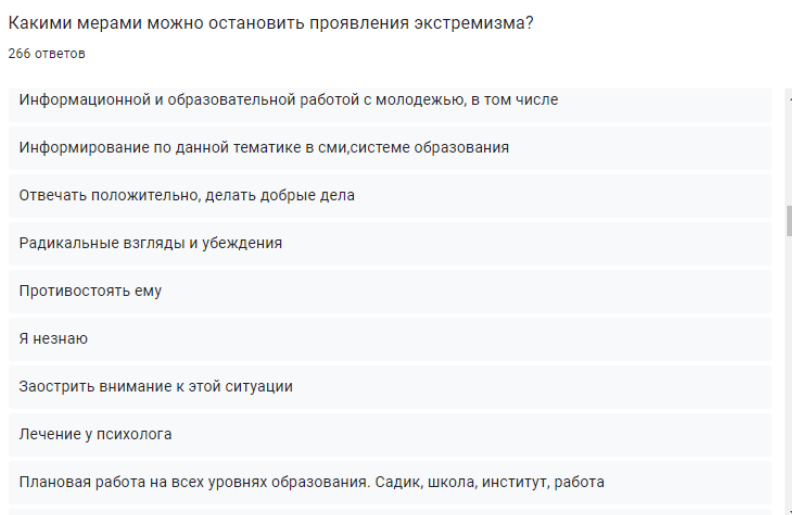 Какими мерами можно остановить проявления экстремизма?
266 ответов
Информационной и образовательной работой с молодежью, в том числе
Информирование по данной тематике в сми,системе образования
Отвечать положительно, делать добрые дела
Радикальные взгляды и убеждения
Противостоять ему
Я незнаю
Заострить внимание к этой ситуации
Лечение у психолога
Плановая работа на всех уровнях образования. Садик, школа, институт, работа